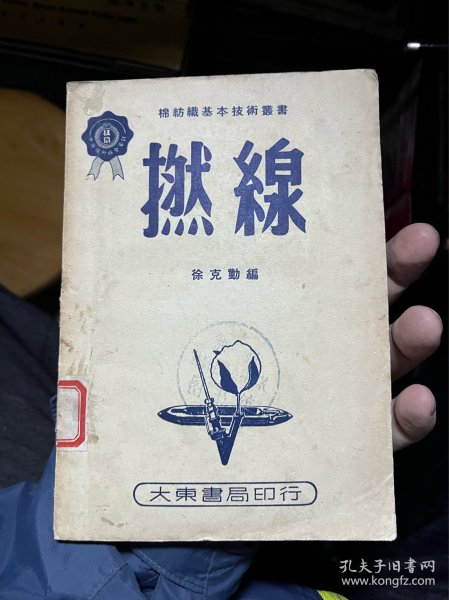 棉紡織基本技術叢書
撚線
徐克勤編
大東書局印行
孔夫子旧书网
www.kongfz.com